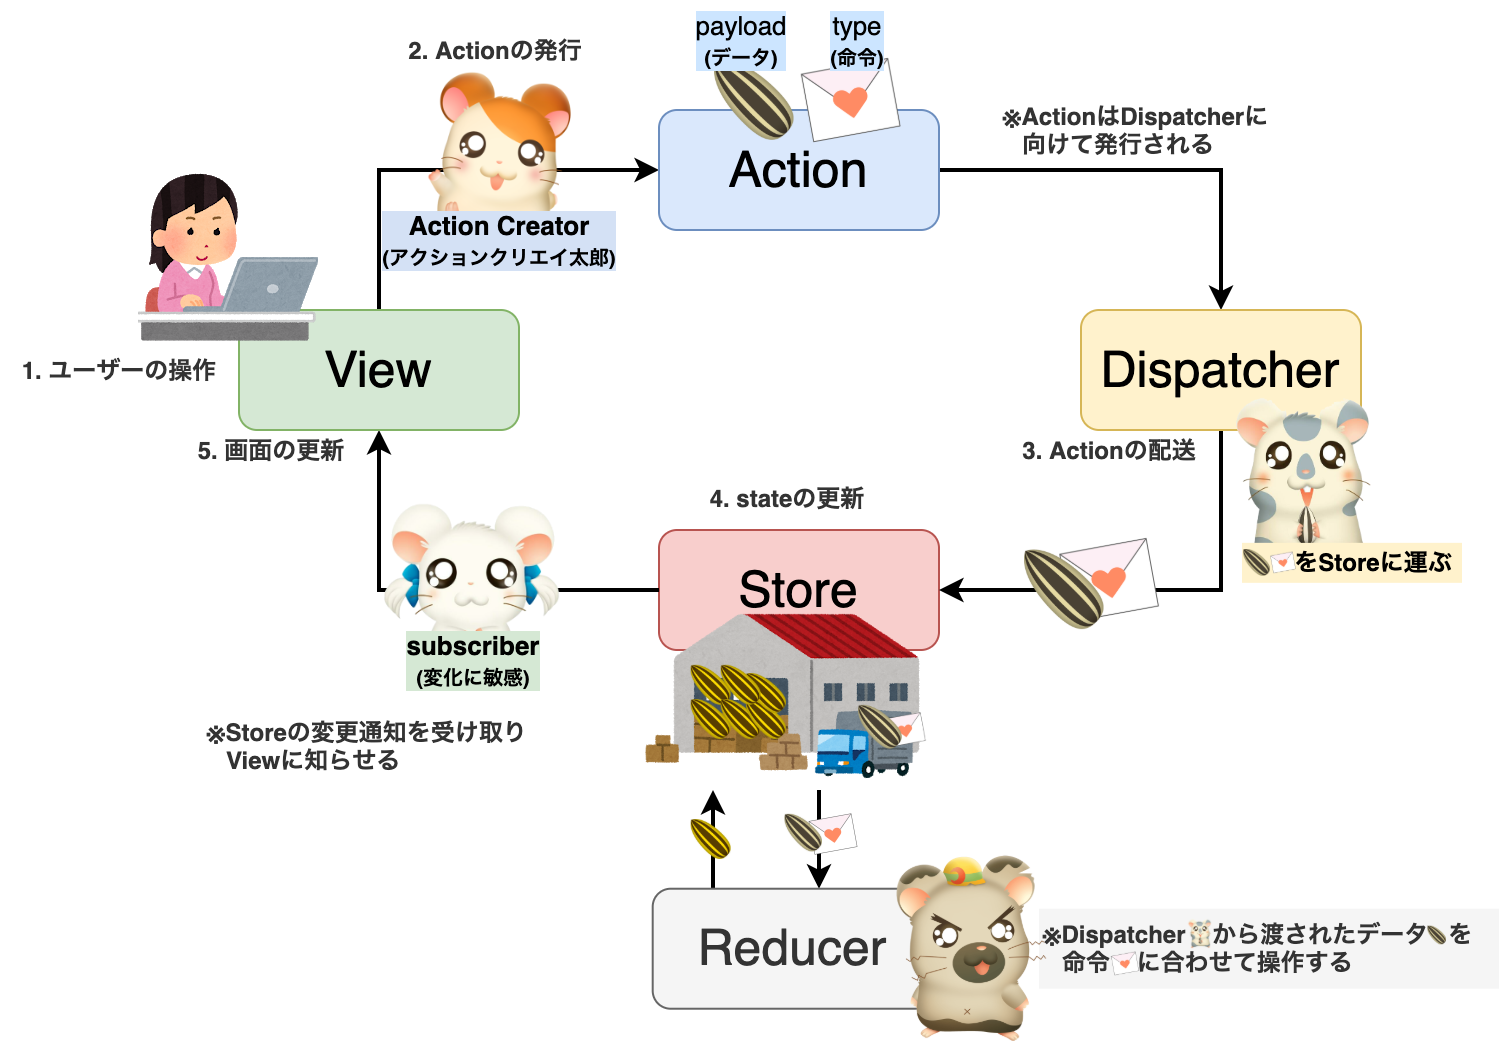 payload
(データ)
type
(命令)
2. Actionの発行
Action
※ActionはDispatcherに
向けて発行される
Action Creator
(アクションクリエイ太郎)
1. ユーザーの操作
View
Dispatcher
5. 画面の更新
3. Actionの配送
4. stateの更新
Store
をStoreに運ぶ
subscriber
(変化に敏感)
※Storeの変更通知を受け取り
Viewに知らせる
Reducer
※Dispatcherから渡されたデータを
命令に合わせて操作する